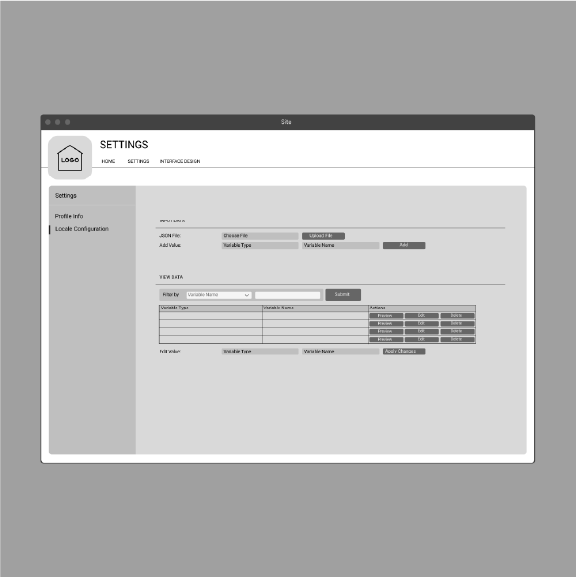 Site
LOGO
SETTINGS
HOME SETTINGS INTERFACE DESIGN
Settings
Profile Info
Locale Configuration
JSON File: Choose File Upload File
Add Value: Variable Type Variable Name Add
VIEW DATA
Filter by Variable Name Submit
Variable Type Variable Name Actions
Preview Edit Delete
Preview Edit Delete
Preview Edit Delete
Preview Edit Delete
Edit Value: Variable Type Variable Name Apply Changes